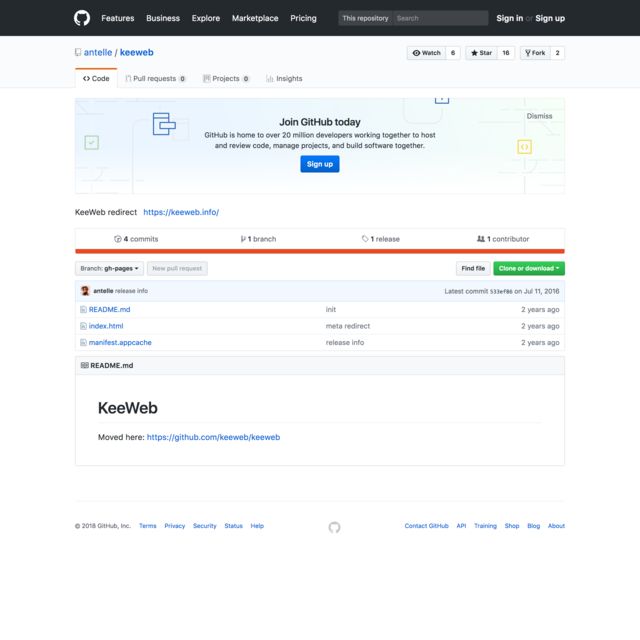 Features Business Explore Marketplace Pricing This repository Search Sign in or Sign up
antelle / keeweb Watch 6 Star 16 Fork 2
Code Pull requests 0 Projects 0 Insights
Join GitHub today
Dismiss
GitHub is home to over 20 million developers working together to host
and review code, manage projects, and build software together.
Sign up
KeeWeb redirect https://keeweb.info/
4 commits 1 branch 1 release 1 contributor
Branch: gh-pages New pull request Find file Clone or download
antelle release info Latest commit 533ef86 on Jul 11, 2016
README.md init 2 years ago
index.html meta redirect 2 years ago
manifest.appcache release info 2 years ago
README.md
KeeWeb
Moved here: https://github.com/keeweb/keeweb
© 2018 GitHub, Inc. Terms Privacy Security Status Help Contact GitHub API Training Shop Blog About